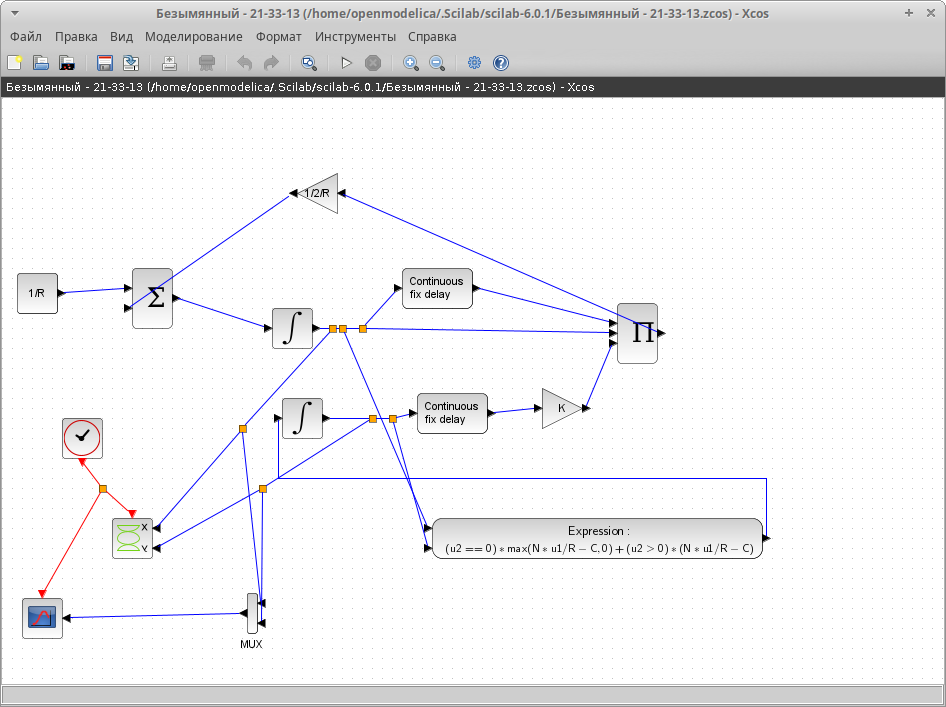 Безымянный - 21-33-13 (/home/openmodelica/.Scilab/scilab-6.0.1/Безымянный - 21-33-13.zcos) - Xcos
Файл Правка Вид Моделирование Формат Инструменты Справка
Безымянный - 21-33-13 (/home/openmodelica/.Scilab/scilab-6.0.1/Безымянный - 21-33-13.zcos) - Xcos
1/2/R
1/R
Σ
∫
Continuous
fix delay
Π
∫
Continuous
fix delay
K
X
Y
Expression :
(u2 == 0) ∗ max(N ∗ u1/R − C, 0) + (u2 > 0) ∗ (N ∗ u1/R − C)
MUX